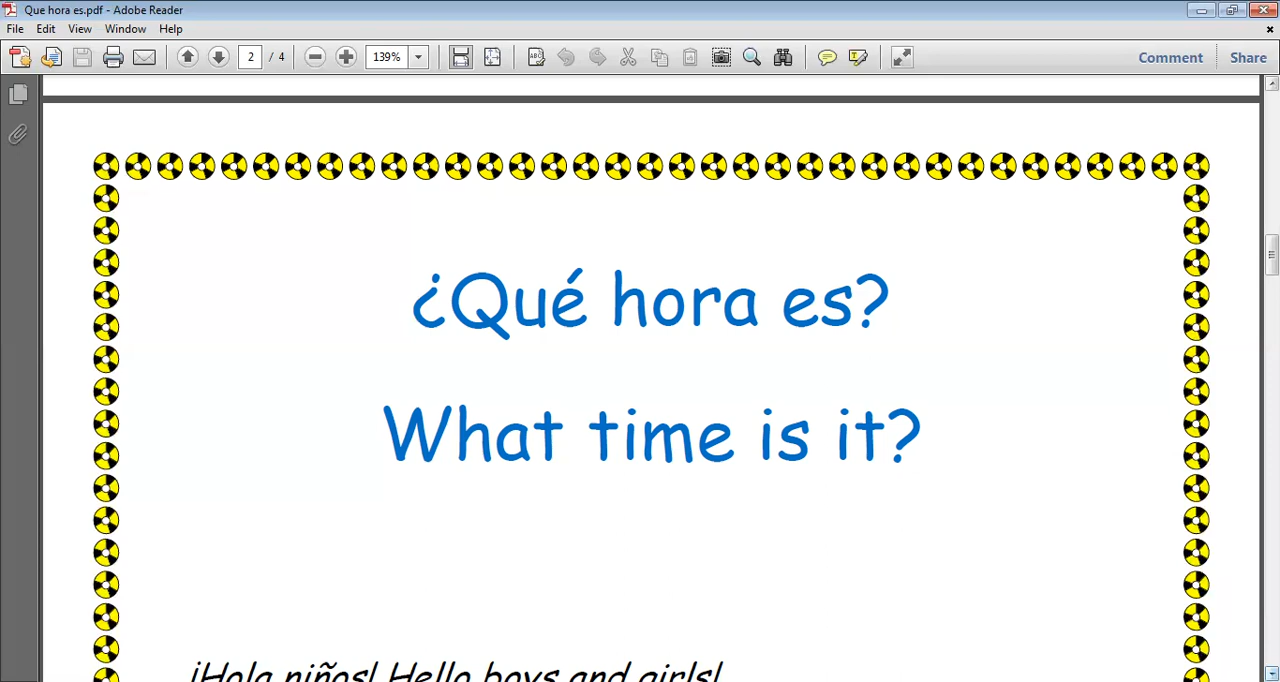 Que hora es.pdf - Adobe Reader
File Edit View Window Help
2 / 4 139% Comment Share
¿Qué hora es?
What time is it?
¡Hola niños! Hello boys and girls!